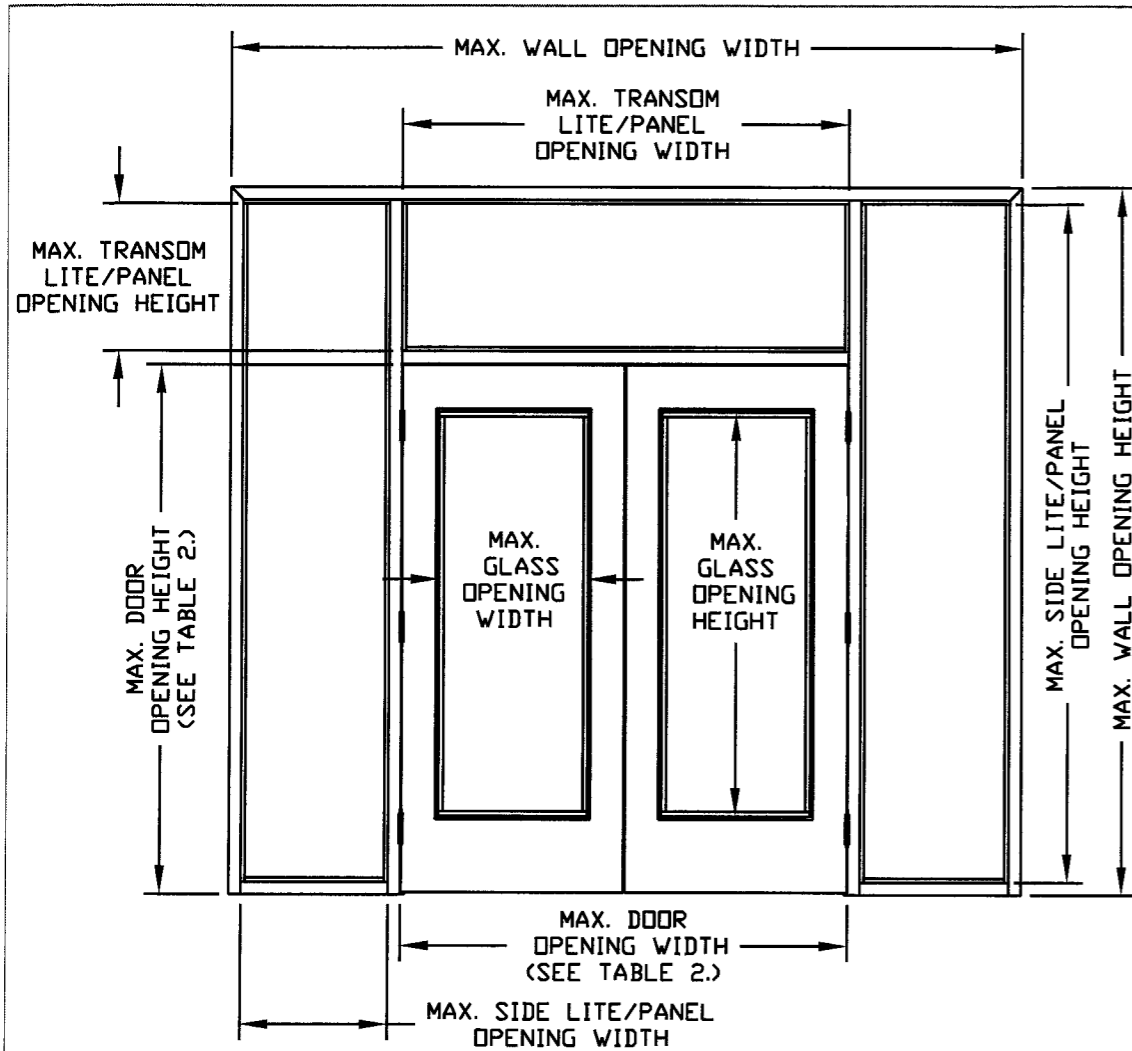 MAX. WALL OPENING WIDTH
MAX. TRANSOM
LITE/PANEL
OPENING WIDTH
MAX. TRANSOM
LITE/PANEL
OPENING HEIGHT
MAX. DOOR
OPENING HEIGHT
(SEE TABLE 2.)
MAX.
GLASS
OPENING
WIDTH
MAX.
GLASS
OPENING
HEIGHT
MAX. SIDE LITE/PANEL
OPENING HEIGHT
MAX. WALL OPENING HEIGHT
MAX. DOOR
OPENING WIDTH
(SEE TABLE 2.)
MAX. SIDE LITE/PANEL
OPENING WIDTH